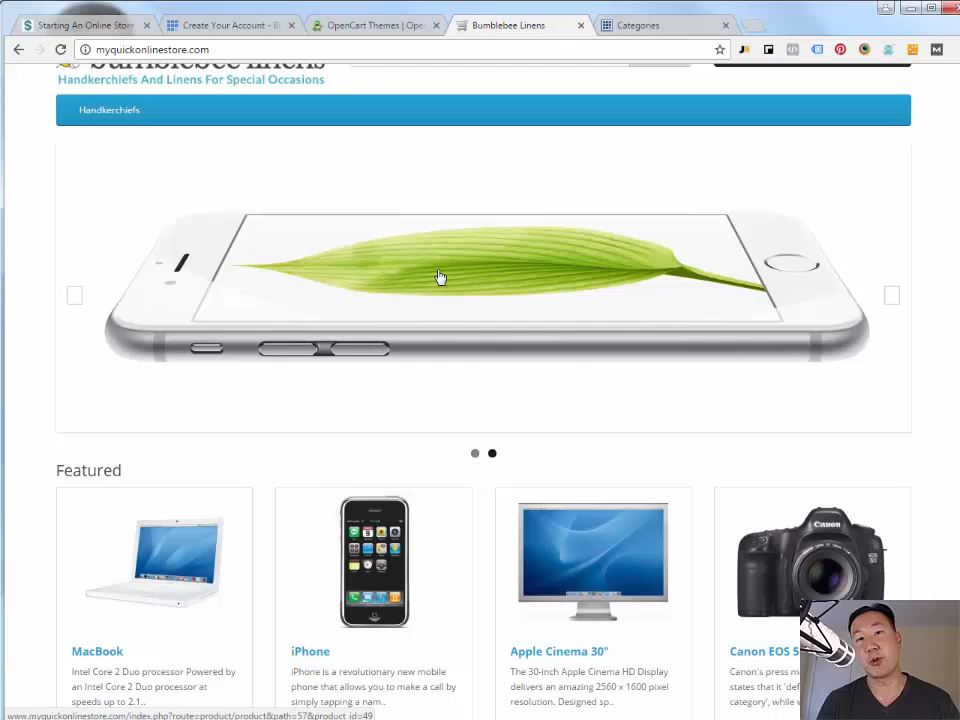 Starting An Online Store
Create Your Account - Bl
OpenCart Themes | Open
Bumblebee Linens
Categories
myquickonlinestore.com
bumblebee linens
Handkerchiefs And Linens For Special Occasions
Handkerchiefs
Featured
MacBook
iPhone
Apple Cinema 30"
Canon EOS 5
Intel Core 2 Duo processor Powered by
an Intel Core 2 Duo processor at
speeds up to 2.1..
iPhone is a revolutionary new mobile
phone that allows you to make a call by
simply tapping a nam..
The 30-inch Apple Cinema HD Display
delivers an amazing 2560 x 1600 pixel
resolution. Designed sp..
Canon's press m
states that it 'def
category', while v
Canon
www.myquickonlinestore.com/index.php?route=product/product&path=57&product_id=49